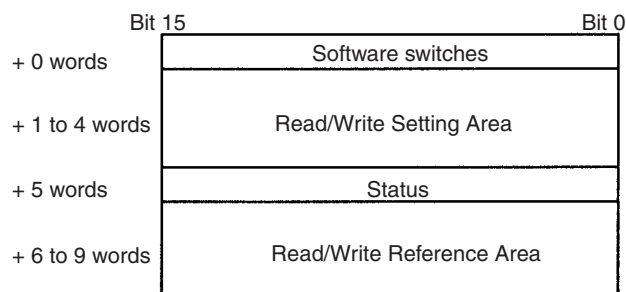 Bit 15 Bit 0
+ 0 words Software switches
+ 1 to 4 words Read/Write Setting Area
+ 5 words Status
+ 6 to 9 words Read/Write Reference Area